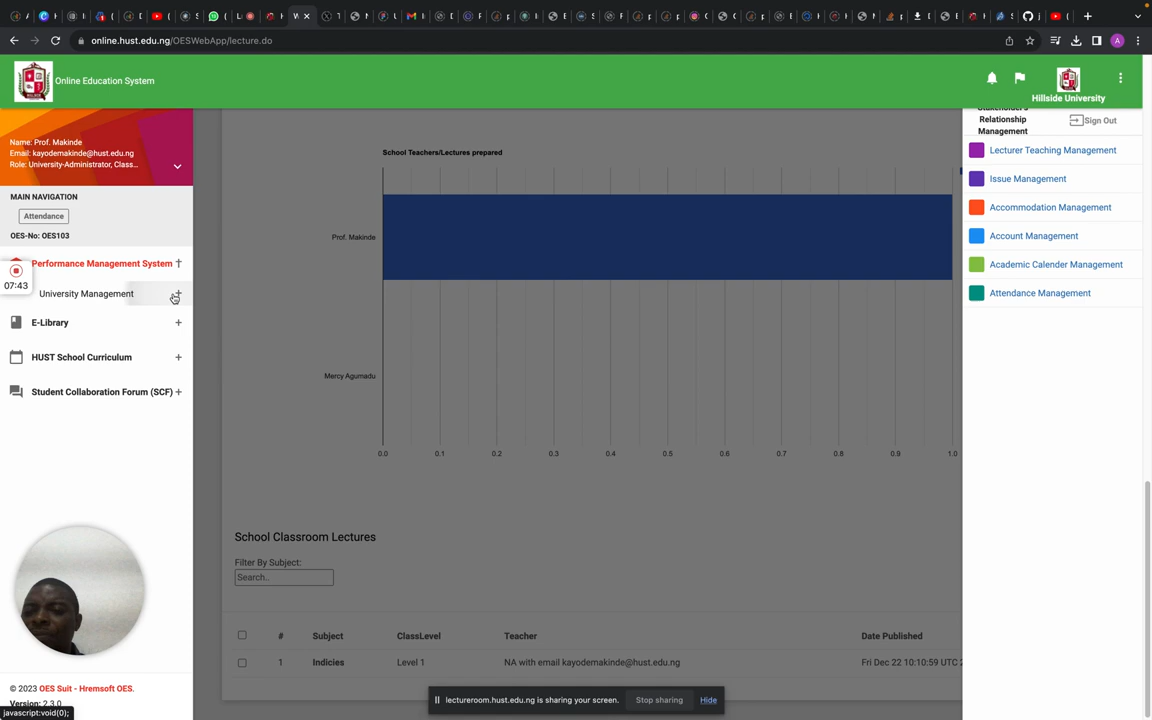 online.hust.edu.ng/OESWebApp/lecture.do
Online Education System
Hillside University
Name: Prof. Makinde
Email: kayodemakinde@hust.edu.ng
Role: University-Administrator, Class...
MAIN NAVIGATION
Attendance
OES-No: OES103
Performance Management System
07:43
University Management
E-Library
HUST School Curriculum
Student Collaboration Forum (SCF)
© 2023 OES Suit - Hremsoft OES.
Version: 2.3.0
javascript:void(0);
School Teachers/Lectures prepared
Prof. Makinde
Mercy Agumadu
0.0 0.1 0.2 0.3 0.4 0.5 0.6 0.7 0.8 0.9 1.0
School Classroom Lectures
Filter By Subject:
Search..
# Subject ClassLevel Teacher Date Published
1 Indicies Level 1 NA with email kayodemakinde@hust.edu.ng Fri Dec 22 10:10:59 UTC 2
lectureroom.hust.edu.ng is sharing your screen. Stop sharing Hide
Stakeholder's
Relationship
Management
Sign Out
Lecturer Teaching Management
Issue Management
Accommodation Management
Account Management
Academic Calender Management
Attendance Management